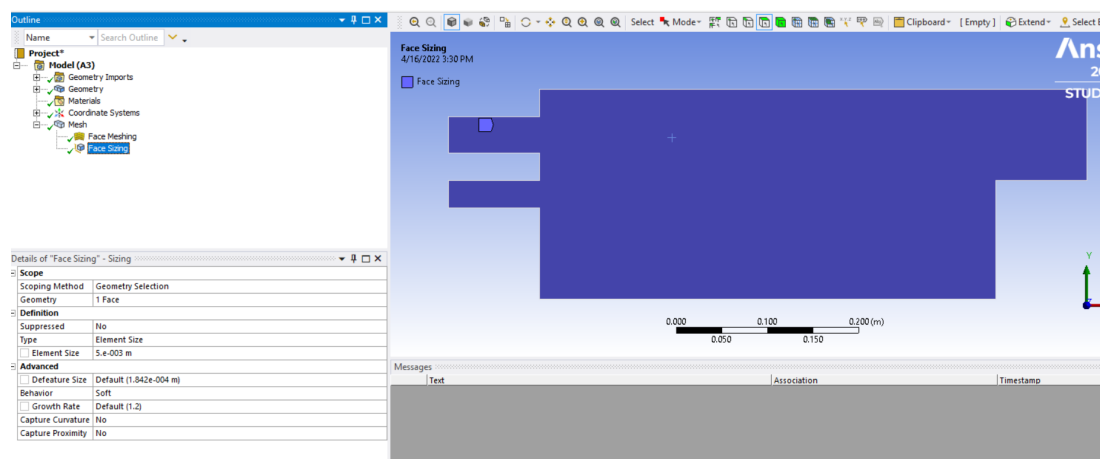 Outline
Name
Search Outline
Project*
Model (A3)
Geometry Imports
Geometry
Materials
Coordinate Systems
Mesh
Face Meshing
Face Sizing
Details of "Face Sizing" - Sizing
Scope
Scoping Method Geometry Selection
Geometry 1 Face
Definition
Suppressed No
Type Element Size
Element Size 5.e-003 m
Advanced
Defeature Size Default (1.842e-004 m)
Behavior Soft
Growth Rate Default (1.2)
Capture Curvature No
Capture Proximity No
Select Mode Clipboard [ Empty ] Extend Select
Face Sizing
4/16/2022 3:30 PM
Face Sizing
Ans
20
STUD
Y
0.000 0.100 0.200 (m)
0.050 0.150
Messages
Text Association Timestamp